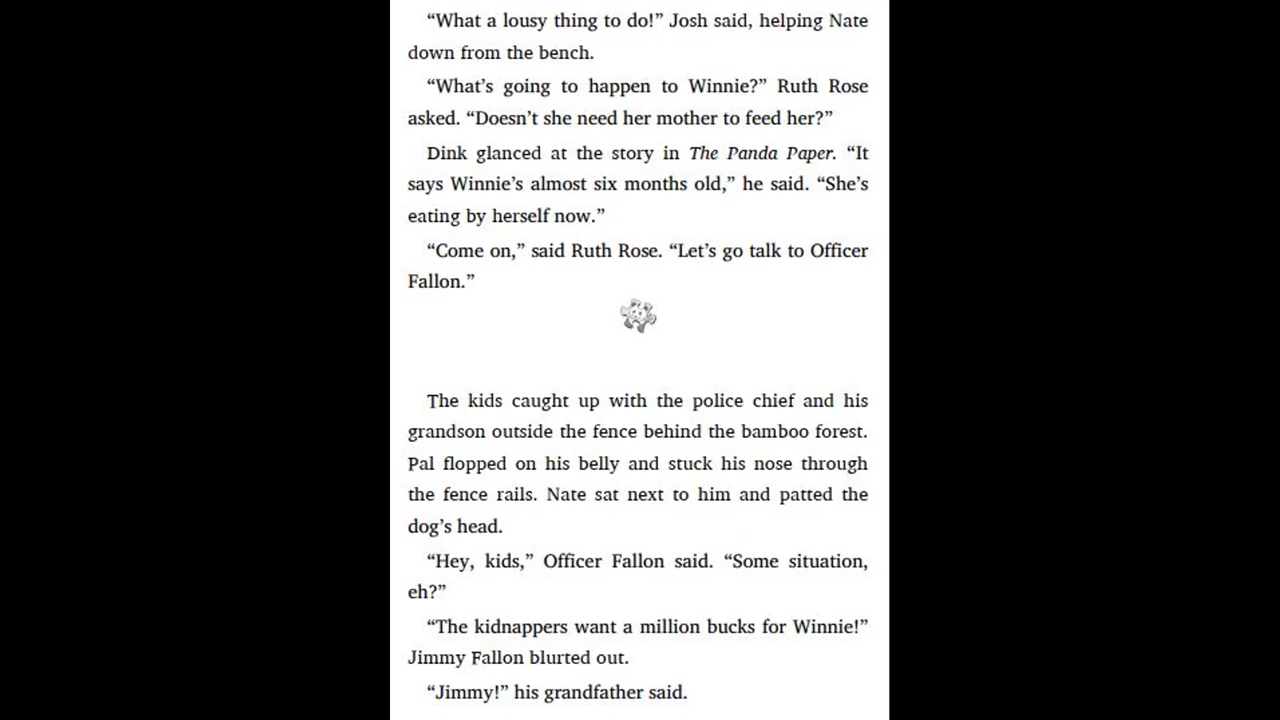 “What a lousy thing to do!” Josh said, helping Nate
down from the bench.
“What’s going to happen to Winnie?” Ruth Rose
asked. “Doesn’t she need her mother to feed her?”
Dink glanced at the story in The Panda Paper. “It
says Winnie’s almost six months old,” he said. “She’s
eating by herself now.”
“Come on,” said Ruth Rose. “Let’s go talk to Officer
Fallon.”
The kids caught up with the police chief and his
grandson outside the fence behind the bamboo forest.
Pal flopped on his belly and stuck his nose through
the fence rails. Nate sat next to him and patted the
dog’s head.
“Hey, kids,” Officer Fallon said. “Some situation,
eh?”
“The kidnappers want a million bucks for Winnie!”
Jimmy Fallon blurted out.
“Jimmy!” his grandfather said.